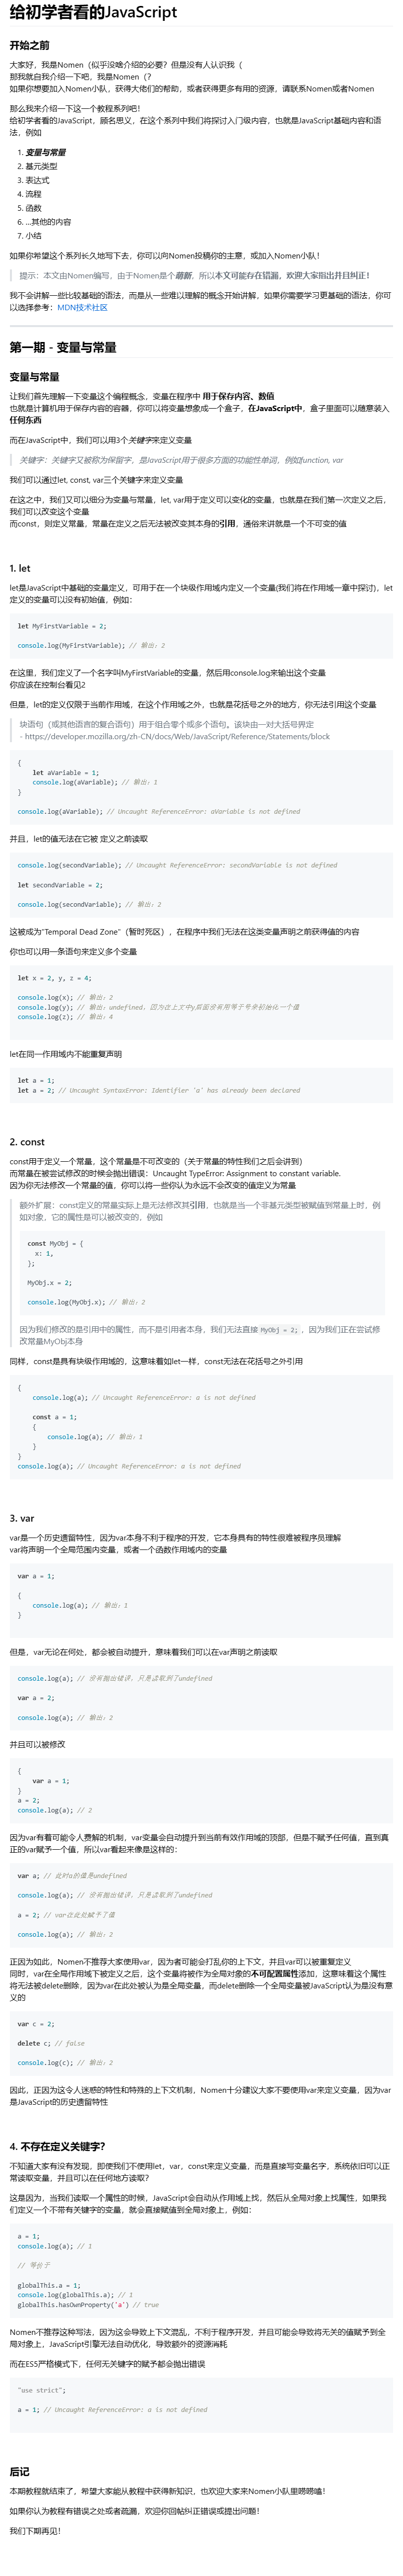 给初学者看的JavaScript
开始之前
大家好，我是Nomen（似乎没啥介绍的必要？但是没有人认识我（
那我就自我介绍一下吧，我是Nomen（？
如果你想要加入Nomen小队，获得大佬们的帮助，或者获得更多有用的资源，请联系Nomen或者Nomen
那么我来介绍一下这一个教程系列吧！
给初学者看的JavaScript，顾名思义，在这个系列中我们将探讨入门级内容，也就是JavaScript基础内容和语
法，例如
1. 变量与常量
2. 基元类型
3. 表达式
4. 流程
5. 函数
6. ...其他的内容
7. 小结
如果你希望这个系列长久地写下去，你可以向Nomen投稿你的主意，或加入Nomen小队！
提示：本文由Nomen编写，由于Nomen是个萌新，所以本文可能存在错漏，欢迎大家指出并且纠正！
我不会讲解一些比较基础的语法，而是从一些难以理解的概念开始讲解，如果你需要学习更基础的语法，你可
以选择参考：MDN技术社区
第一期 - 变量与常量
变量与常量
让我们首先理解一下变量这个编程概念，变量在程序中 用于保存内容、数值
也就是计算机用于保存内容的容器，你可以将变量想象成一个盒子，在JavaScript中，盒子里面可以随意装入
任何东西
而在JavaScript中，我们可以用3个关键字来定义变量
关键字：关键字又被称为保留字，是JavaScript用于很多方面的功能性单词，例如function, var
我们可以通过let, const, var三个关键字来定义变量
在这之中，我们又可以细分为变量与常量，let, var用于定义可以变化的变量，也就是在我们第一次定义之后，
我们可以改变这个变量
而const，则定义常量，常量在定义之后无法被改变其本身的引用，通俗来讲就是一个不可变的值
1. let
let是JavaScript中基础的变量定义，可用于在一个块级作用域内定义一个变量(我们将在作用域一章中探讨)，let
定义的变量可以没有初始值，例如：
let MyFirstVariable = 2;
console.log(MyFirstVariable); // 输出：2
在这里，我们定义了一个名字叫MyFirstVariable的变量，然后用console.log来输出这个变量
你应该在控制台看见2
但是，let的定义仅限于当前作用域，在这个作用域之外，也就是花括号之外的地方，你无法引用这个变量
块语句（或其他语言的复合语句）用于组合零个或多个语句。该块由一对大括号界定
- https://developer.mozilla.org/zh-CN/docs/Web/JavaScript/Reference/Statements/block
{
let aVariable = 1;
console.log(aVariable); // 输出：1
}
console.log(aVariable); // Uncaught ReferenceError: aVariable is not defined
并且，let的值无法在它被 定义之前读取
console.log(secondVariable); // Uncaught ReferenceError: secondVariable is not defined
let secondVariable = 2;
console.log(secondVariable); // 输出：2
这被成为"Temporal Dead Zone"（暂时死区），在程序中我们无法在这类变量声明之前获得值的内容
你也可以用一条语句来定义多个变量
let x = 2, y, z = 4;
console.log(x); // 输出：2
console.log(y); // 输出：undefined，因为在上文中y后面没有用等于号来初始化一个值
console.log(z); // 输出：4
let在同一作用域内不能重复声明
let a = 1;
let a = 2; // Uncaught SyntaxError: Identifier 'a' has already been declared
2. const
const用于定义一个常量，这个常量是不可改变的（关于常量的特性我们之后会讲到）
而常量在被尝试修改的时候会抛出错误：Uncaught TypeError: Assignment to constant variable.
因为你无法修改一个常量的值，你可以将一些你认为永远不会改变的值定义为常量
额外扩展：const定义的常量实际上是无法修改其引用，也就是当一个非基元类型被赋值到常量上时，例
如对象，它的属性是可以被改变的，例如
const MyObj = {
x: 1,
};
MyObj.x = 2;
console.log(MyObj.x); // 输出：2
因为我们修改的是引用中的属性，而不是引用者本身，我们无法直接 MyObj = 2; ，因为我们正在尝试修
改常量MyObj本身
同样，const是具有块级作用域的，这意味着如let一样，const无法在花括号之外引用
{
console.log(a); // Uncaught ReferenceError: a is not defined
const a = 1;
{
console.log(a); // 输出：1
}
}
console.log(a); // Uncaught ReferenceError: a is not defined
3. var
var是一个历史遗留特性，因为var本身不利于程序的开发，它本身具有的特性很难被程序员理解
var将声明一个全局范围内变量，或者一个函数作用域内的变量
var a = 1;
{
console.log(a); // 输出：1
}
但是，var无论在何处，都会被自动提升，意味着我们可以在var声明之前读取
console.log(a); // 没有抛出错误，只是读取到了undefined
var a = 2;
console.log(a); // 输出：2
并且可以被修改
{
var a = 1;
}
a = 2;
console.log(a); // 2
因为var有着可能令人费解的机制，var变量会自动提升到当前有效作用域的顶部，但是不赋予任何值，直到真
正的var赋予一个值，所以var看起来像是这样的：
var a; // 此时a的值是undefined
console.log(a); // 没有抛出错误，只是读取到了undefined
a = 2; // var在此处赋予了值
console.log(a); // 输出：2
正因为如此，Nomen不推荐大家使用var，因为者可能会打乱你的上下文，并且var可以被重复定义
同时，var在全局作用域下被定义之后，这个变量将被作为全局对象的不可配置属性添加，这意味着这个属性
将无法被delete删除，因为var在此处被认为是全局变量，而delete删除一个全局变量被JavaScript认为是没有意
义的
var c = 2;
delete c; // false
console.log(c); // 输出：2
因此，正因为这令人迷惑的特性和特殊的上下文机制，Nomen十分建议大家不要使用var来定义变量，因为var
是JavaScript的历史遗留特性
4. 不存在定义关键字？
不知道大家有没有发现，即使我们不使用let，var，const来定义变量，而是直接写变量名字，系统依旧可以正
常读取变量，并且可以在任何地方读取？
这是因为，当我们读取一个属性的时候，JavaScript会自动从作用域上找，然后从全局对象上找属性，如果我
们定义一个不带有关键字的变量，就会直接赋值到全局对象上，例如：
a = 1;
console.log(a); // 1
// 等价于
globalThis.a = 1;
console.log(globalThis.a); // 1
globalThis.hasOwnProperty('a') // true
Nomen不推荐这种写法，因为这会导致上下文混乱，不利于程序开发，并且可能会导致将无关的值赋予到全
局对象上，JavaScript引擎无法自动优化，导致额外的资源消耗
而在ES5严格模式下，任何无关键字的赋予都会抛出错误
"use strict";
a = 1; // Uncaught ReferenceError: a is not defined
后记
本期教程就结束了，希望大家能从教程中获得新知识，也欢迎大家来Nomen小队里唠唠嗑！
如果你认为教程有错误之处或者疏漏，欢迎你回帖纠正错误或提出问题！
我们下期再见！